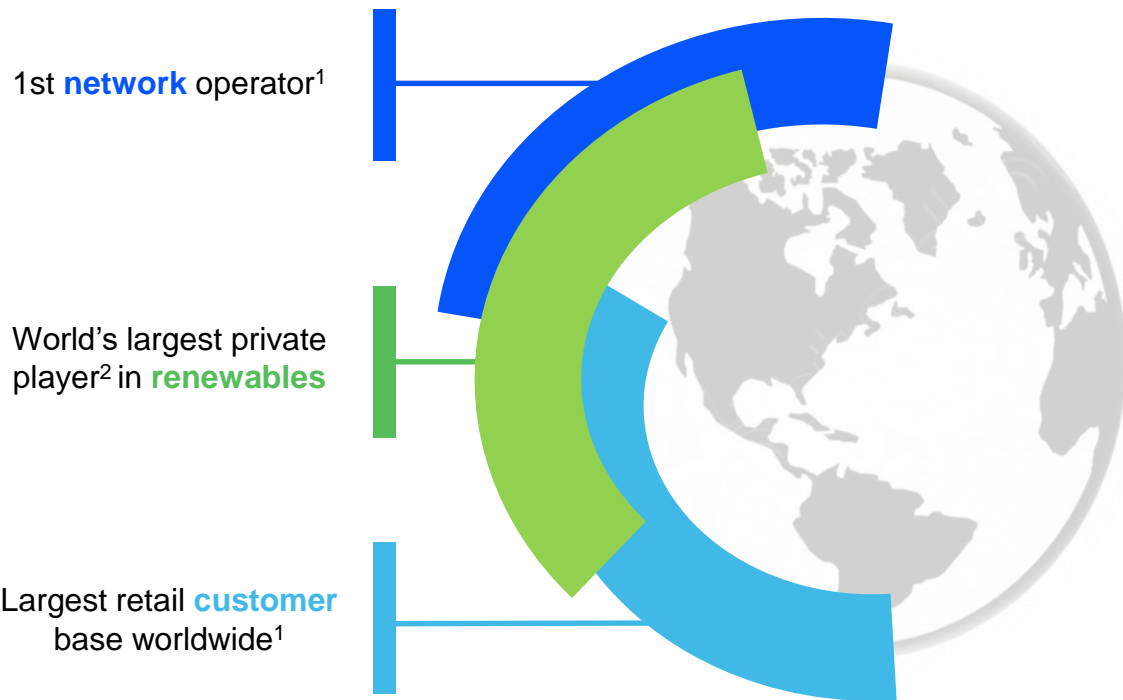 1st network operator¹
World’s largest private
player² in renewables
Largest retail customer
base worldwide¹